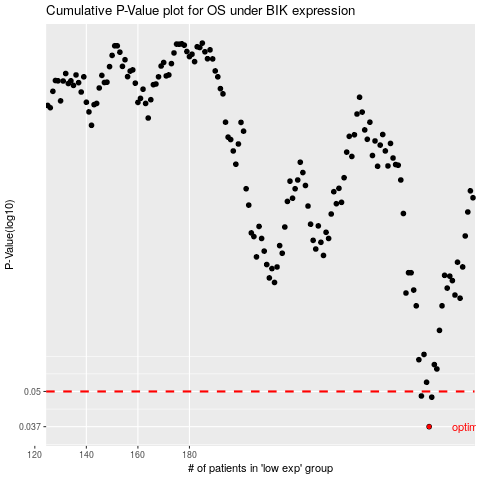 Cumulative P-Value plot for OS under BIK expression
P-Value(log10)
0.05
0.037
optim
120 140 160 180
# of patients in 'low exp' group